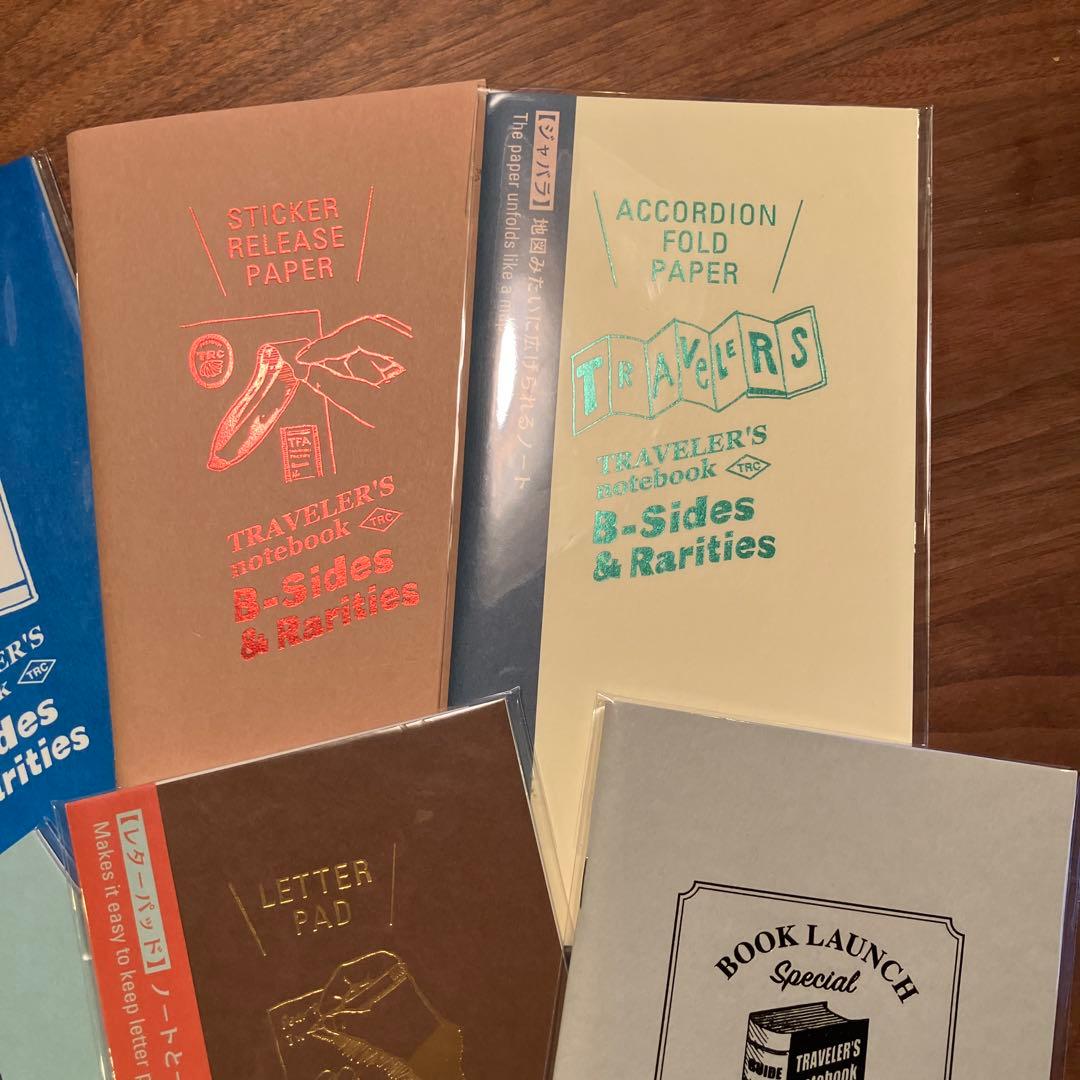 STICKER
RELEASE
PAPER
TRC
TFA
TRAVELER'S
notebook TRC
B-Sides
& Rarities
【ジャバラ】地図みたいに広げられるノート
The paper unfolds like a map
ACCORDION
FOLD
PAPER
TRAVELERS
TRAVELER'S
notebook TRC
B-Sides
& Rarities
ER'S
k TRC
des
arities
【レターパッド】ノートと一
Makes it easy to keep letter p
LETTER
PAD
BOOK LAUNCH
Special
GUIDE
TRAVELER'S
notebook